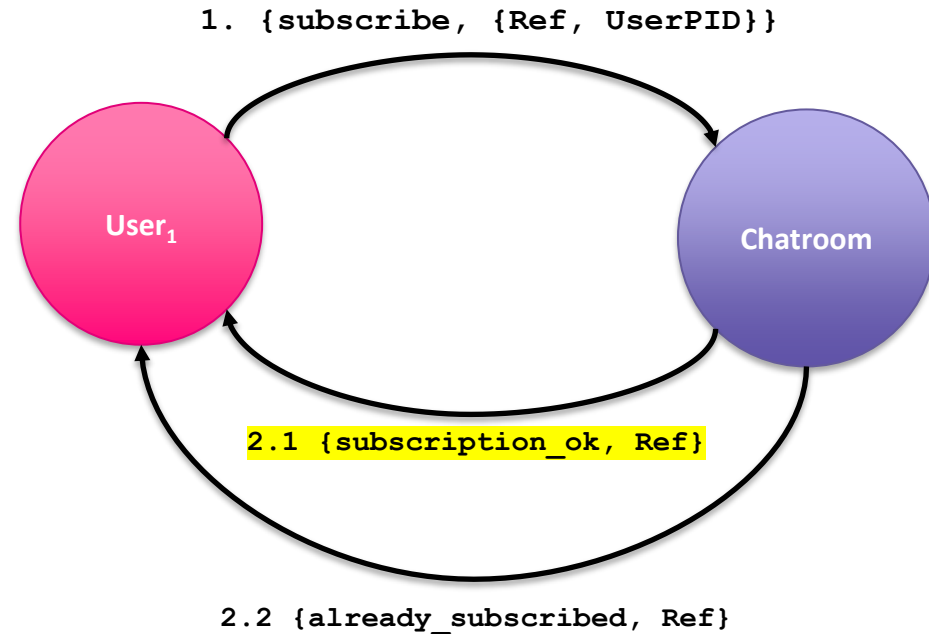 1. {subscribe, {Ref, UserPID}}
User₁
Chatroom
2.1 {subscription_ok, Ref}
2.2 {already_subscribed, Ref}